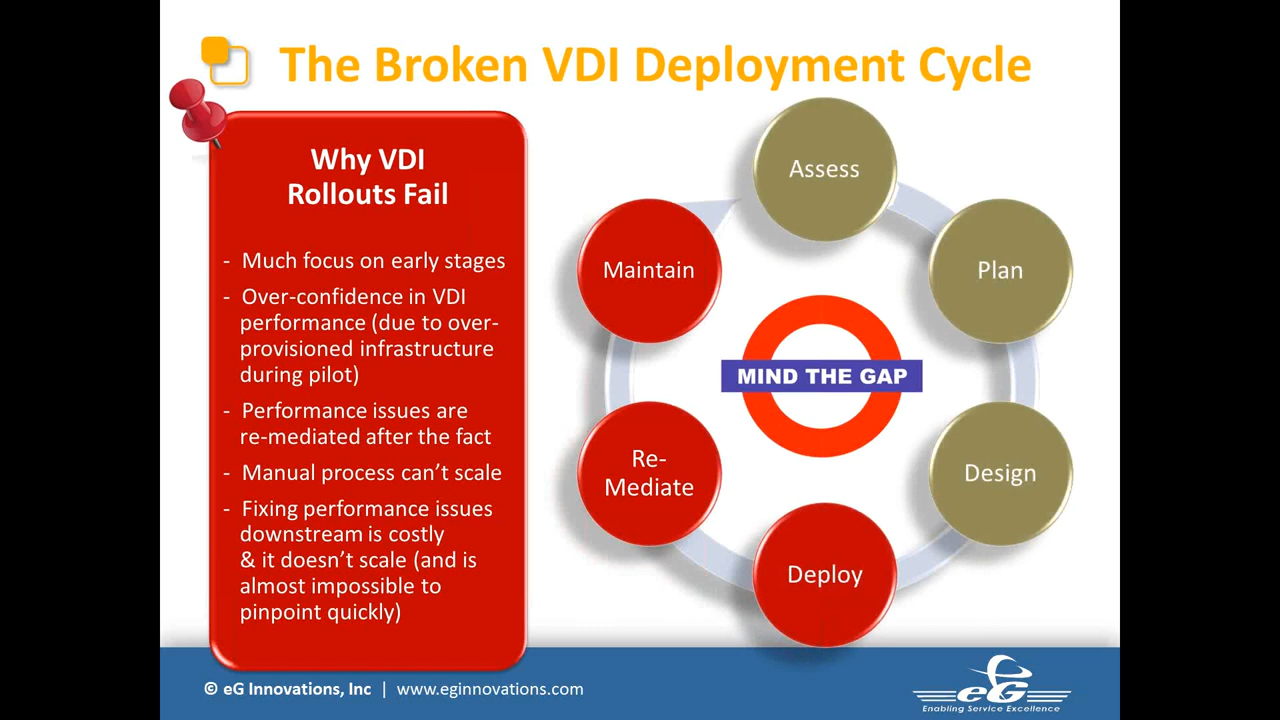 The Broken VDI Deployment Cycle
Why VDI
Rollouts Fail
- Much focus on early stages
- Over-confidence in VDI
performance (due to over-
provisioned infrastructure
during pilot)
- Performance issues are
re-mediated after the fact
- Manual process can’t scale
- Fixing performance issues
downstream is costly
& it doesn’t scale (and is
almost impossible to
pinpoint quickly)
Assess
Plan
Design
Deploy
Re-
Mediate
Maintain
MIND THE GAP
© eG Innovations, Inc | www.eginnovations.com
eG
Enabling Service Excellence